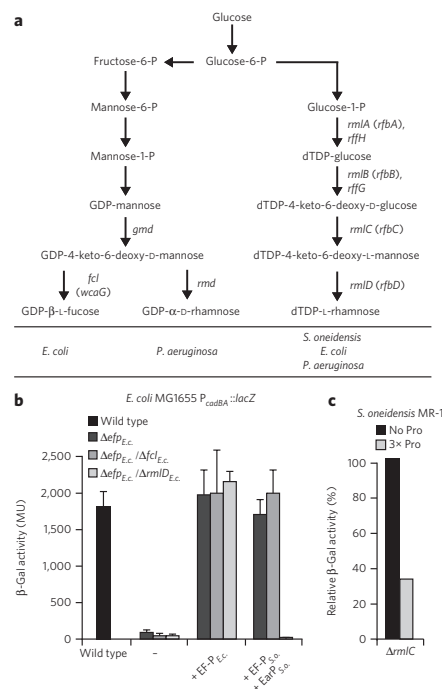 a
Glucose
Fructose-6-P
Glucose-6-P
Mannose-6-P
Glucose-1-P
rmlA (rfbA),
rffH
Mannose-1-P
dTDP-glucose
rmlB (rfbB),
rffG
GDP-mannose
dTDP-4-keto-6-deoxy-D-glucose
gmd
rmlC (rfbC)
GDP-4-keto-6-deoxy-D-mannose
dTDP-4-keto-6-deoxy-L-mannose
fcl
(wcaG)
rmd
rmlD (rfbD)
GDP-β-L-fucose
GDP-α-D-rhamnose
dTDP-L-rhamnose
E. coli
P. aeruginosa
S. oneidensis
E. coli
P. aeruginosa
b
E. coli MG1655 PcadBA::lacZ
Wild type
ΔefpE.c.
ΔefpE.c./ΔfclE.c.
ΔefpE.c./ΔrmlDE.c.
β-Gal activity (MU)
2,500
2,000
1,500
1,000
500
0
Wild type
–
+ EF-PE.c.
+ EF-PS.o.
+ EarPS.o.
c
S. oneidensis MR-1
No Pro
3× Pro
Relative β-Gal activity (%)
100
80
60
40
20
0
ΔrmlC